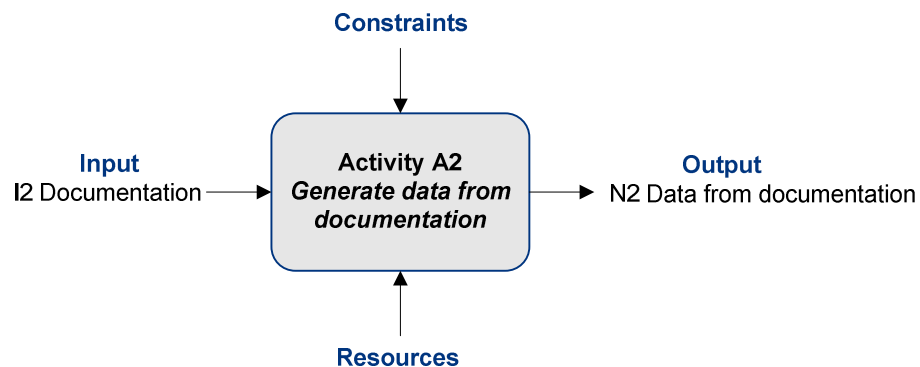 Constraints
Input
I2 Documentation
Activity A2
Generate data from
documentation
Output
N2 Data from documentation
Resources